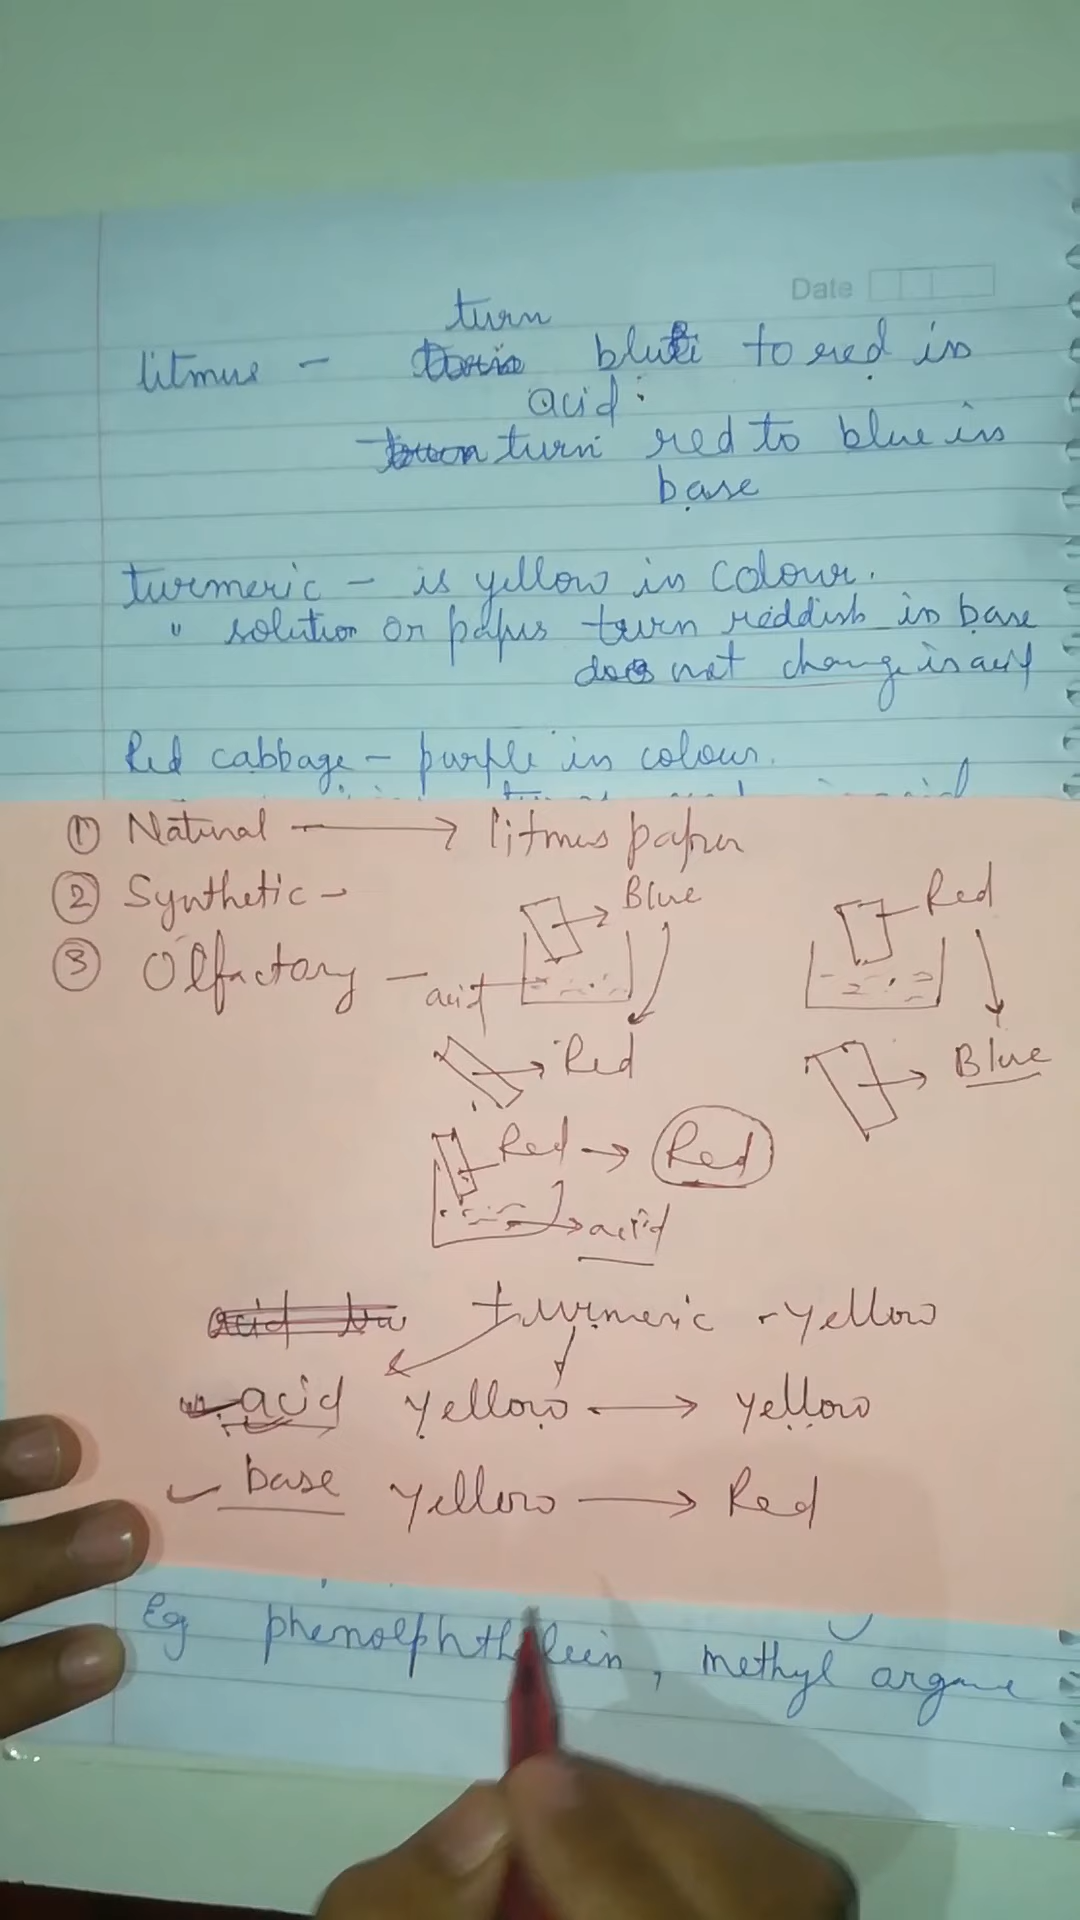 Date
turn
litmus – blue to red in
acid.
turn red to blue in
base
turmeric – is yellow in colour.
" solution or paper turn reddish in base
does not change in acid
Red cabbage – purple in colour.
① Natural → litmus paper
② Synthetic –
Blue
Red
③ Olfactory –
acid
Red
Blue
Red → Red
acid
turmeric - yellow
acid yellow → yellow
base yellow → Red
Eg phenolphthalein, methyl